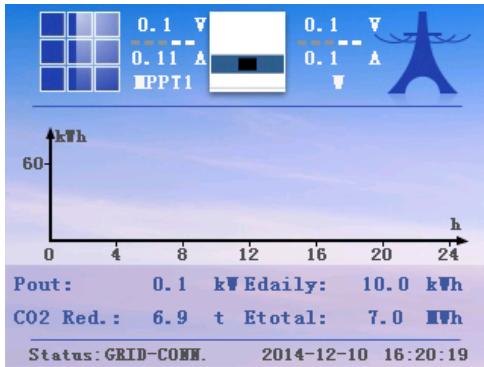 0.1 V 0.1 V
0.11 A 0.1 A
MPPT1 W
kWh
60
h
0 4 8 12 16 20 24
Pout: 0.1 kW Edaily: 10.0 kWh
CO2 Red.: 6.9 t Etotal: 7.0 MWh
Status:GRID-CONN. 2014-12-10 16:20:19